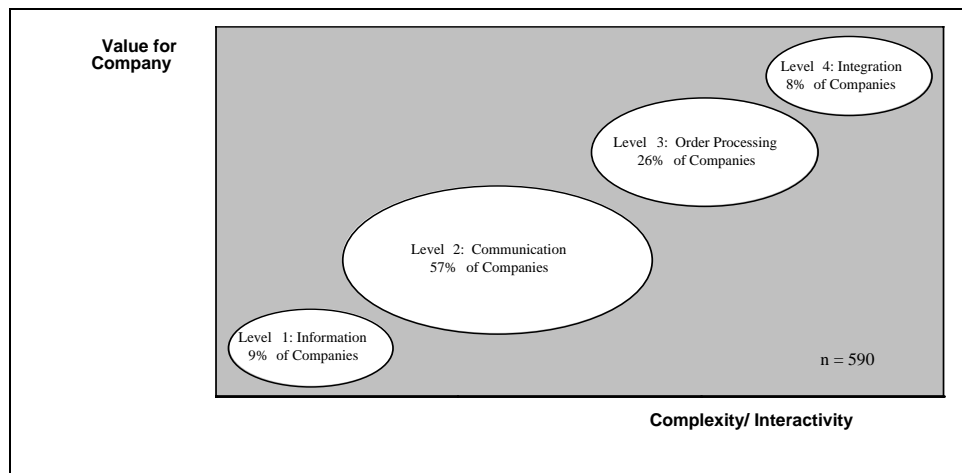 Value for
Company
Level 4: Integration
8% of Companies
Level 3: Order Processing
26% of Companies
Level 2: Communication
57% of Companies
Level 1: Information
9% of Companies
n = 590
Complexity/ Interactivity